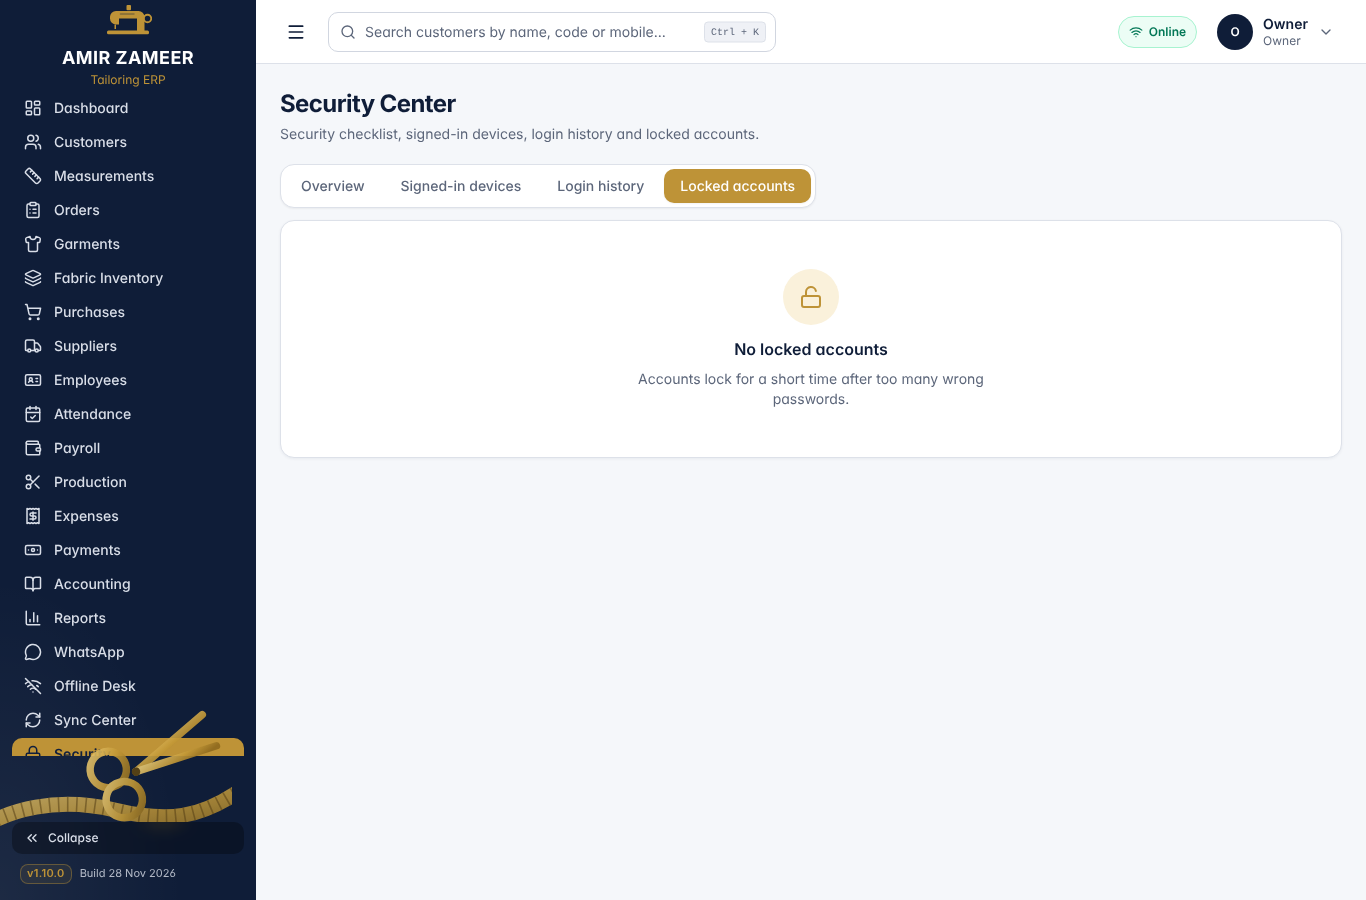 AMIR ZAMEER
Tailoring ERP
Dashboard
Customers
Measurements
Orders
Garments
Fabric Inventory
Purchases
Suppliers
Employees
Attendance
Payroll
Production
Expenses
Payments
Accounting
Reports
WhatsApp
Offline Desk
Sync Center
Collapse
v1.10.0 Build 28 Nov 2026
Search customers by name, code or mobile... Ctrl + K
Online
O
Owner
Owner
Security Center
Security checklist, signed-in devices, login history and locked accounts.
Overview Signed-in devices Login history Locked accounts
No locked accounts
Accounts lock for a short time after too many wrong
passwords.